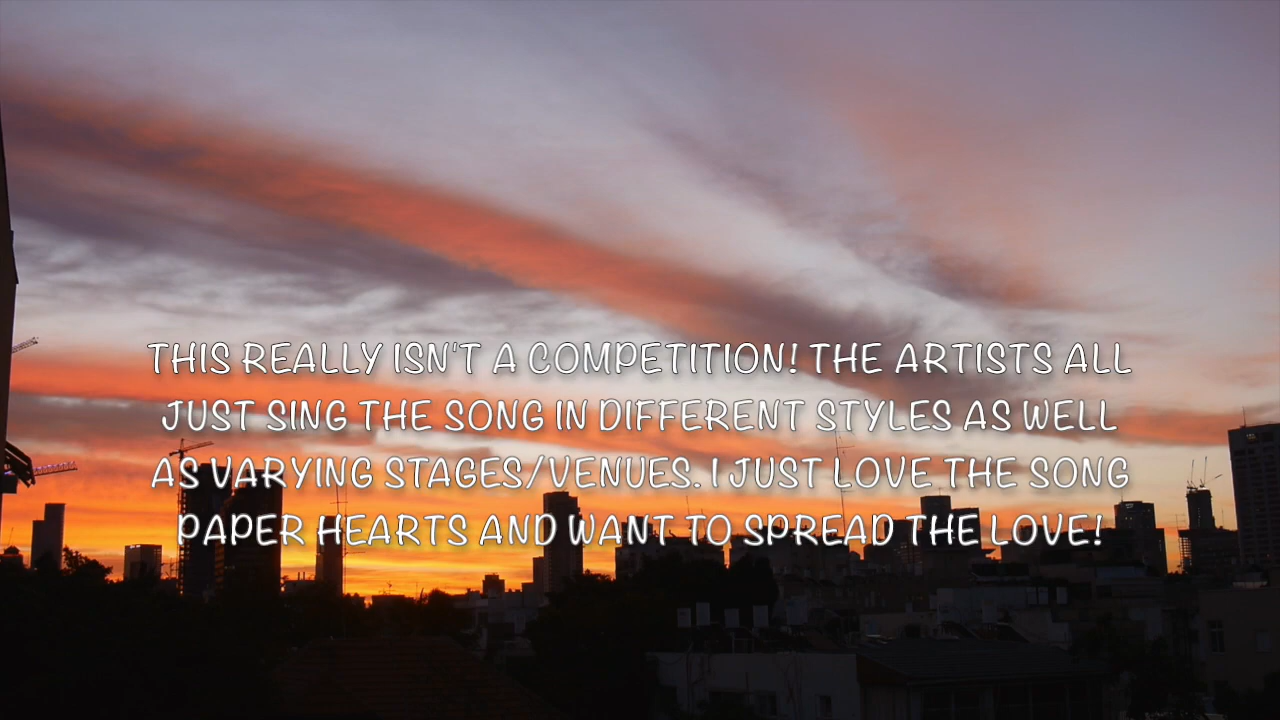 THIS REALLY ISN'T A COMPETITION! THE ARTISTS ALL
JUST SING THE SONG IN DIFFERENT STYLES AS WELL
AS VARYING STAGES/VENUES. I JUST LOVE THE SONG
PAPER HEARTS AND WANT TO SPREAD THE LOVE!